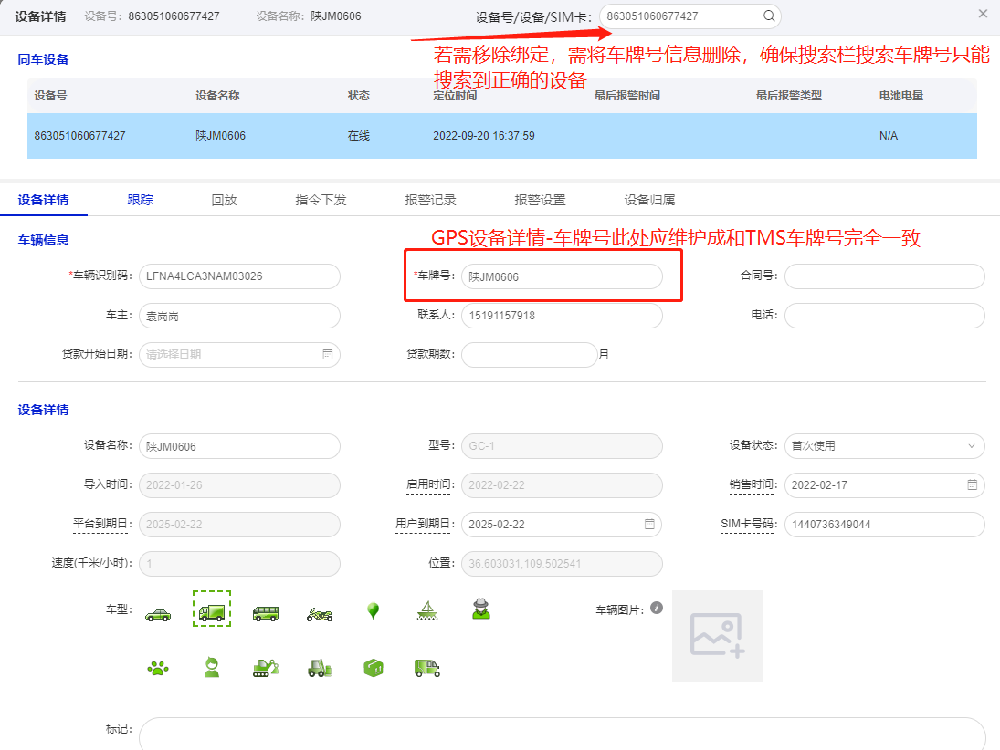 设备详情 设备号: 863051060677427 设备名称: 陕JM0606 设备号/设备/SIM卡: 863051060677427
若需移除绑定，需将车牌号信息删除，确保搜索栏搜索车牌号只能
搜索到正确的设备
同车设备
设备号 设备名称 状态 定位时间 最后报警时间 最后报警类型 电池电量
863051060677427 陕JM0606 在线 2022-09-20 16:37:59 N/A
设备详情 跟踪 回放 指令下发 报警记录 报警设置 设备归属
车辆信息
GPS设备详情-车牌号此处应维护成和TMS车牌号完全一致
*车辆识别码: LFNA4LCA3NAM03026 *车牌号: 陕JM0606 合同号:
车主: 袁岗岗 联系人: 15191157918 电话:
贷款开始日期: 请选择日期 贷款期数: 月
设备详情
设备名称: 陕JM0606 型号: GC-1 设备状态: 首次使用
导入时间: 2022-01-26 启用时间: 2022-02-22 销售时间: 2022-02-17
平台到期日: 2025-02-22 用户到期日: 2025-02-22 SIM卡号码: 1440736349044
速度(千米/小时): 1 位置: 36.603031,109.502541
车型: 车辆图片: i
标记: